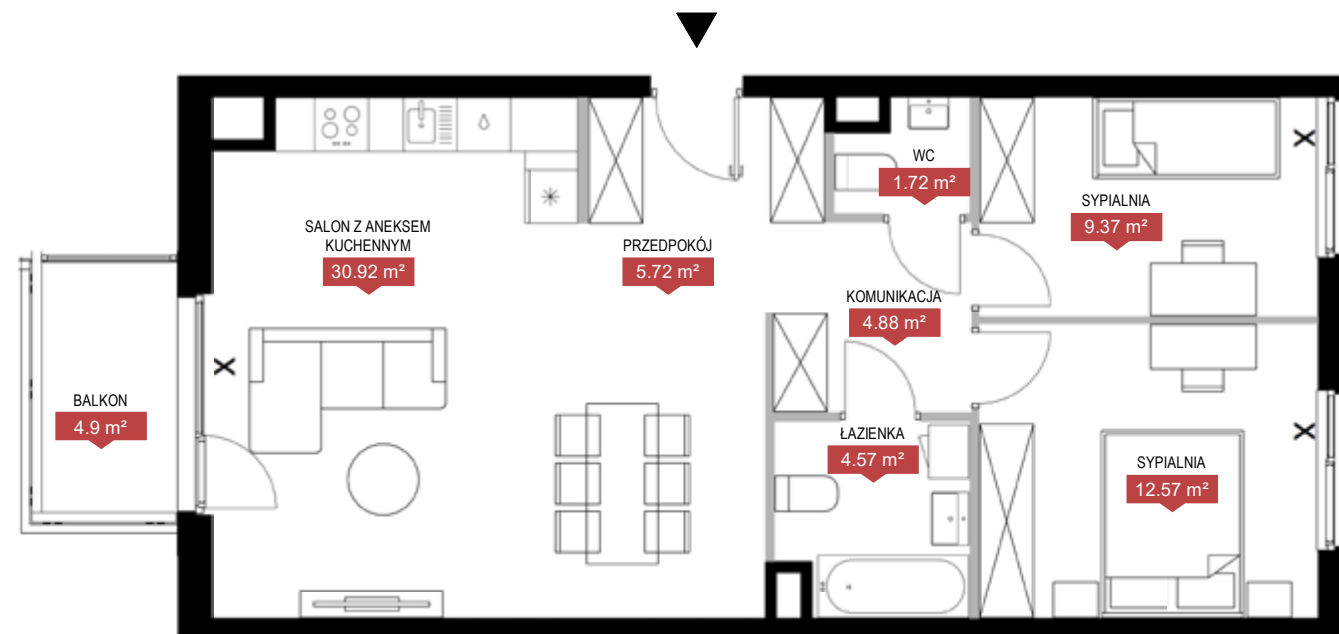 WC
1.72 m²
SYPIALNIA
9.37 m²
SALON Z ANEKSEM
KUCHENNYM
30.92 m²
PRZEDPOKÓJ
5.72 m²
KOMUNIKACJA
4.88 m²
BALKON
4.9 m²
ŁAZIENKA
4.57 m²
SYPIALNIA
12.57 m²